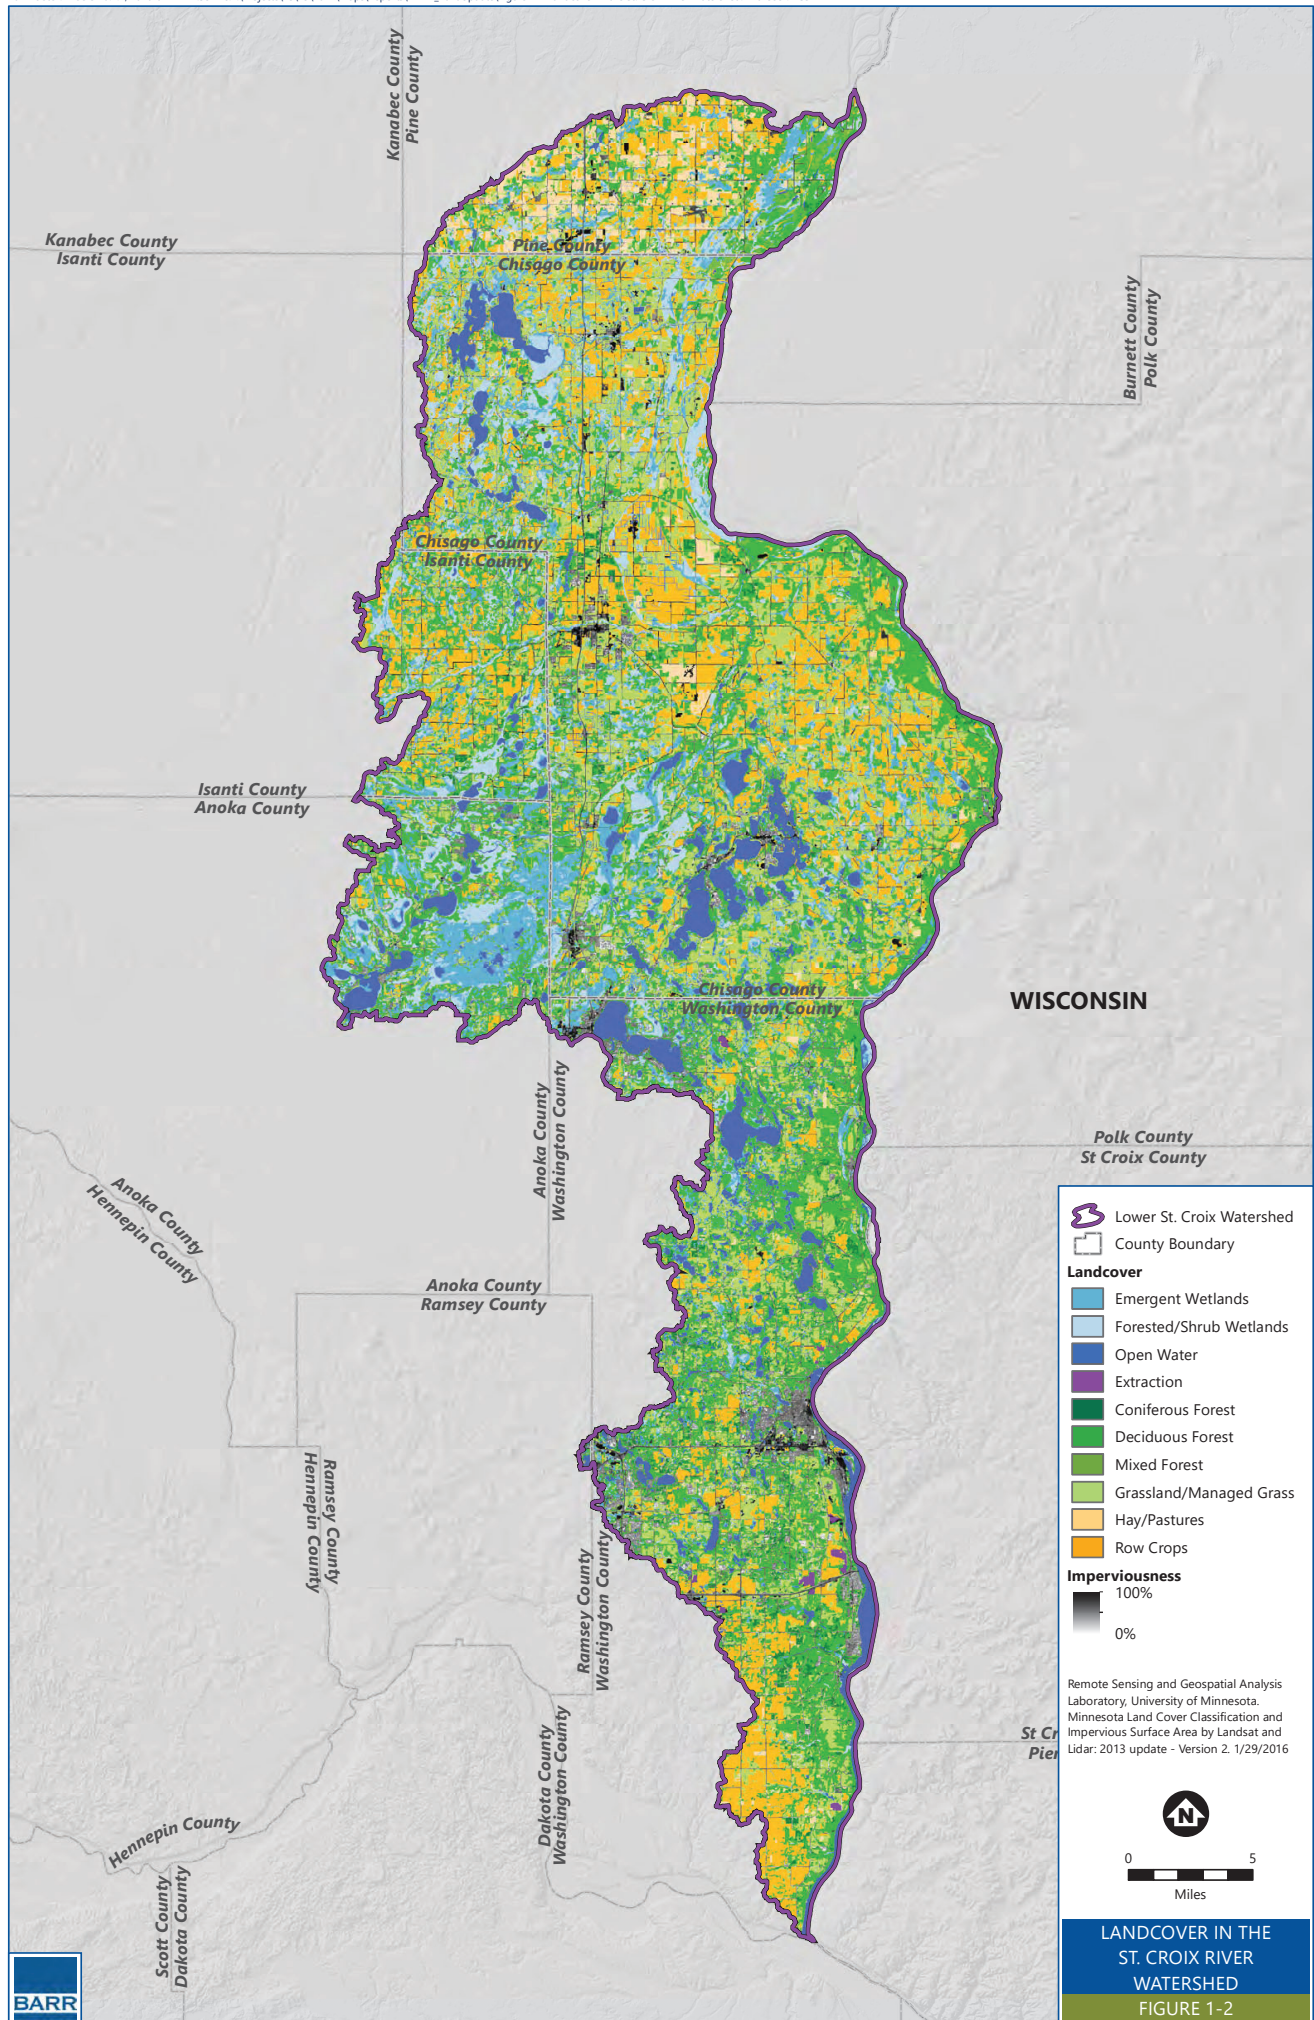 Kanabec County
Pine County
Kanabec County
Isanti County
Pine County
Chisago County
Burnett County
Polk County
Chisago County
Isanti County
Isanti County
Anoka County
Chisago County
Washington County
WISCONSIN
Anoka County
Washington County
Polk County
St Croix County
Anoka County
Hennepin County
Anoka County
Ramsey County
Ramsey County
Hennepin County
Ramsey County
Washington County
Dakota County
Washington County
St Cr
Pier
Hennepin County
Scott County
Dakota County
Lower St. Croix Watershed
County Boundary
Landcover
Emergent Wetlands
Forested/Shrub Wetlands
Open Water
Extraction
Coniferous Forest
Deciduous Forest
Mixed Forest
Grassland/Managed Grass
Hay/Pastures
Row Crops
Imperviousness
100%
0%
Remote Sensing and Geospatial Analysis
Laboratory, University of Minnesota.
Minnesota Land Cover Classification and
Impervious Surface Area by Landsat and
Lidar: 2013 update - Version 2. 1/29/2016
N
0 5
Miles
LANDCOVER IN THE
ST. CROIX RIVER
WATERSHED
FIGURE 1-2
BARR